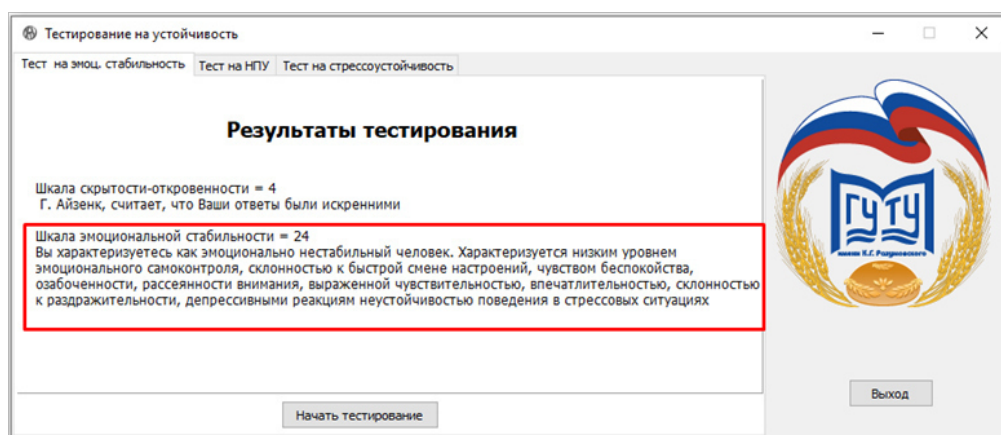 Тестирование на устойчивость
Тест на эмоц. стабильность Тест на НПУ Тест на стрессоустойчивость
Результаты тестирования
Шкала скрытости-откровенности = 4
Г. Айзенк, считает, что Ваши ответы были искренними
Шкала эмоциональной стабильности = 24
Вы характеризуетесь как эмоционально нестабильный человек. Характеризуется низким уровнем
эмоционального самоконтроля, склонностью к быстрой смене настроений, чувством беспокойства,
озабоченности, рассеянности внимания, выраженной чувствительностью, впечатлительностью, склонностью
к раздражительности, депрессивными реакциям неустойчивостью поведения в стрессовых ситуациях
Начать тестирование
ГУТУ
имени К.Г. Разумовского
Выход